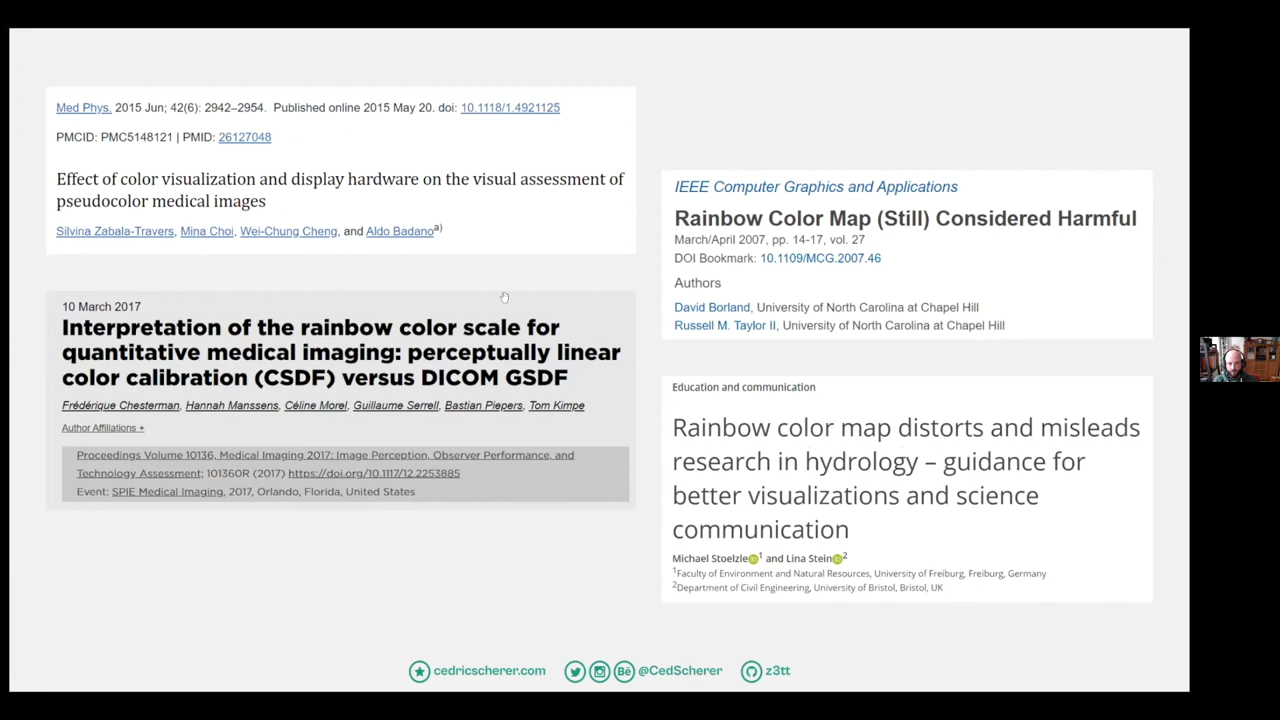 Med Phys. 2015 Jun; 42(6): 2942–2954. Published online 2015 May 20. doi: 10.1118/1.4921125
PMCID: PMC5148121 | PMID: 26127048
Effect of color visualization and display hardware on the visual assessment of
pseudocolor medical images
Silvina Zabala-Travers, Mina Choi, Wei-Chung Cheng, and Aldo Badano a)
10 March 2017
Interpretation of the rainbow color scale for
quantitative medical imaging: perceptually linear
color calibration (CSDF) versus DICOM GSDF
Frédérique Chesterman, Hannah Manssens, Céline Morel, Guillaume Serrell, Bastian Piepers, Tom Kimpe
Author Affiliations +
Proceedings Volume 10136, Medical Imaging 2017: Image Perception, Observer Performance, and
Technology Assessment; 101360R (2017) https://doi.org/10.1117/12.2253885
Event: SPIE Medical Imaging, 2017, Orlando, Florida, United States
IEEE Computer Graphics and Applications
Rainbow Color Map (Still) Considered Harmful
March/April 2007, pp. 14-17, vol. 27
DOI Bookmark: 10.1109/MCG.2007.46
Authors
David Borland, University of North Carolina at Chapel Hill
Russell M. Taylor II, University of North Carolina at Chapel Hill
Education and communication
Rainbow color map distorts and misleads
research in hydrology – guidance for
better visualizations and science
communication
Michael Stoelzle iD 1 and Lina Stein iD 2
1Faculty of Environment and Natural Resources, University of Freiburg, Freiburg, Germany
2Department of Civil Engineering, University of Bristol, Bristol, UK
cedricscherer.com Bē @CedScherer z3tt